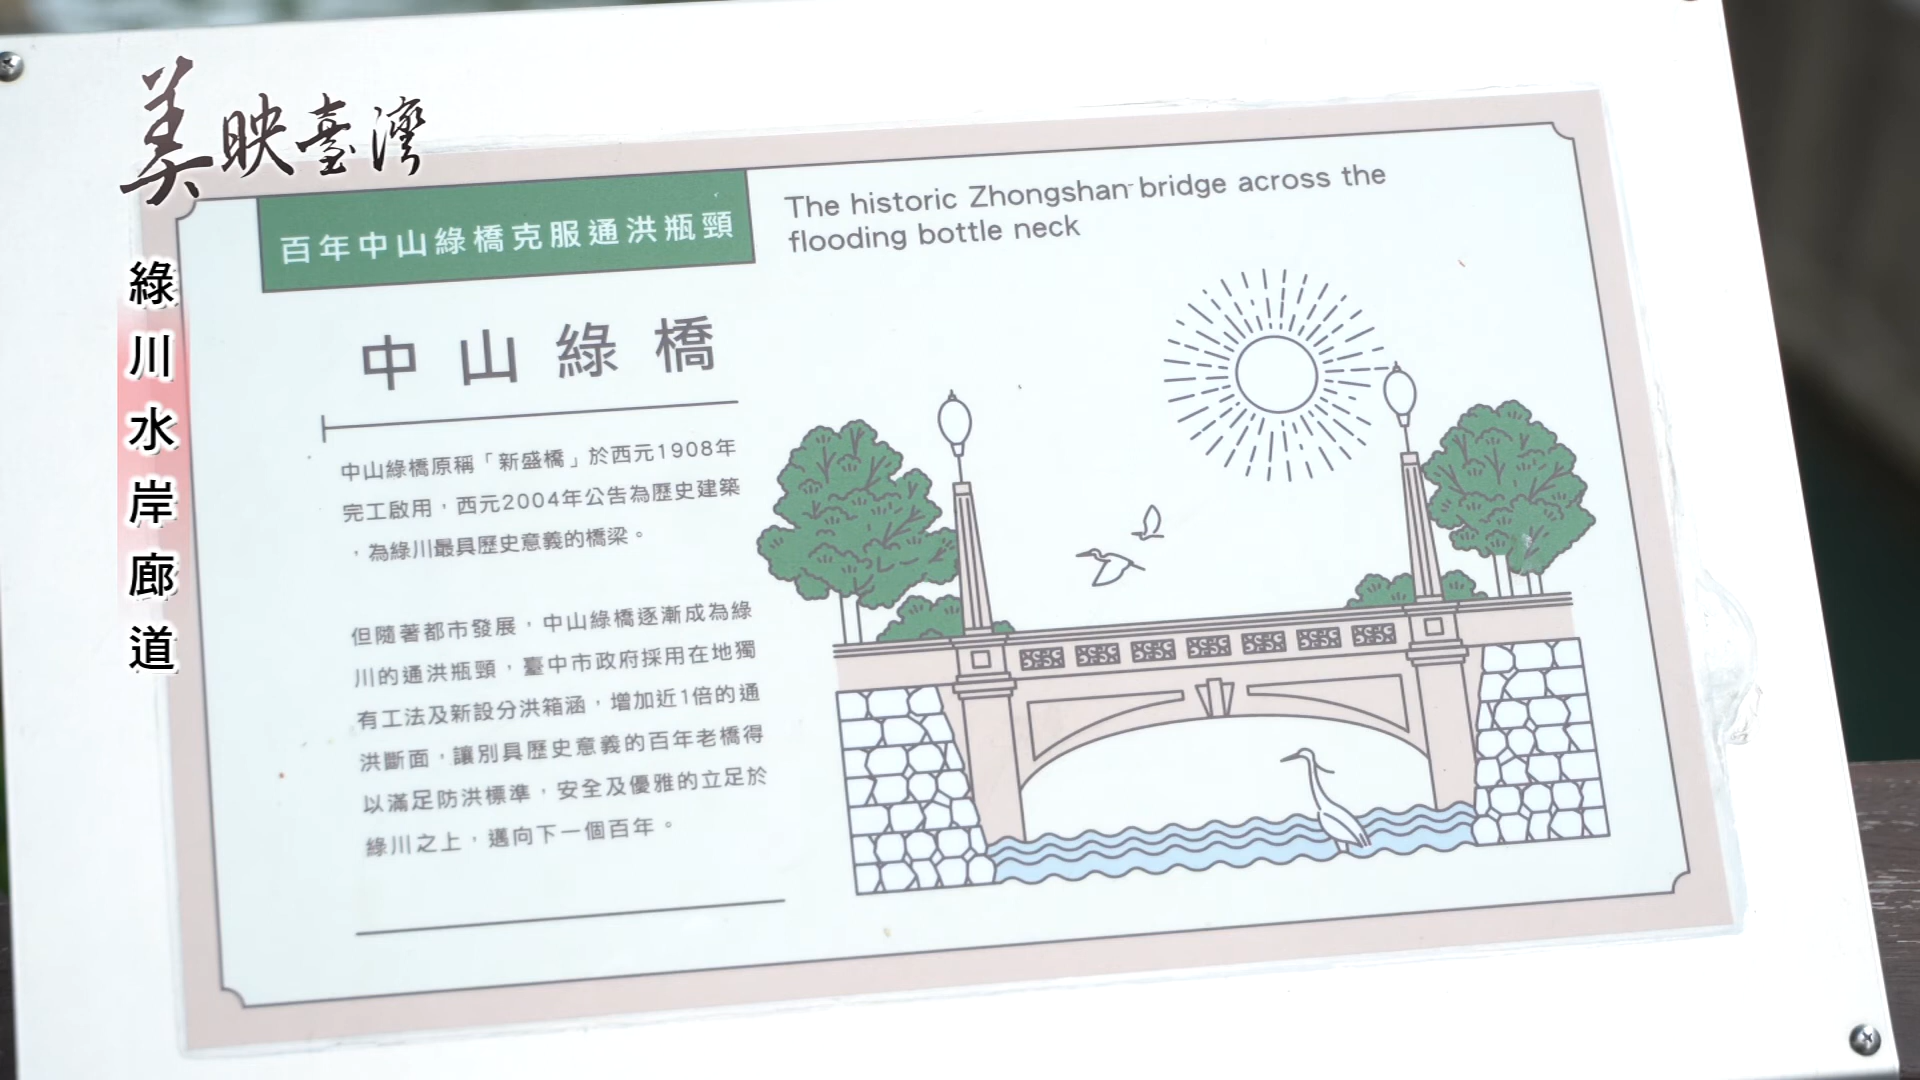 美映臺灣
綠川水岸廊道
百年中山綠橋克服通洪瓶頸
The historic Zhongshan-bridge across the
flooding bottle neck
中山綠橋
中山綠橋原稱「新盛橋」於西元1908年
完工啟用，西元2004年公告為歷史建築
，為綠川最具歷史意義的橋梁。
但隨著都市發展，中山綠橋逐漸成為綠
川的通洪瓶頸，臺中市政府採用在地獨
有工法及新設分洪箱涵，增加近1倍的通
洪斷面，讓別具歷史意義的百年老橋得
以滿足防洪標準，安全及優雅的立足於
綠川之上，邁向下一個百年。